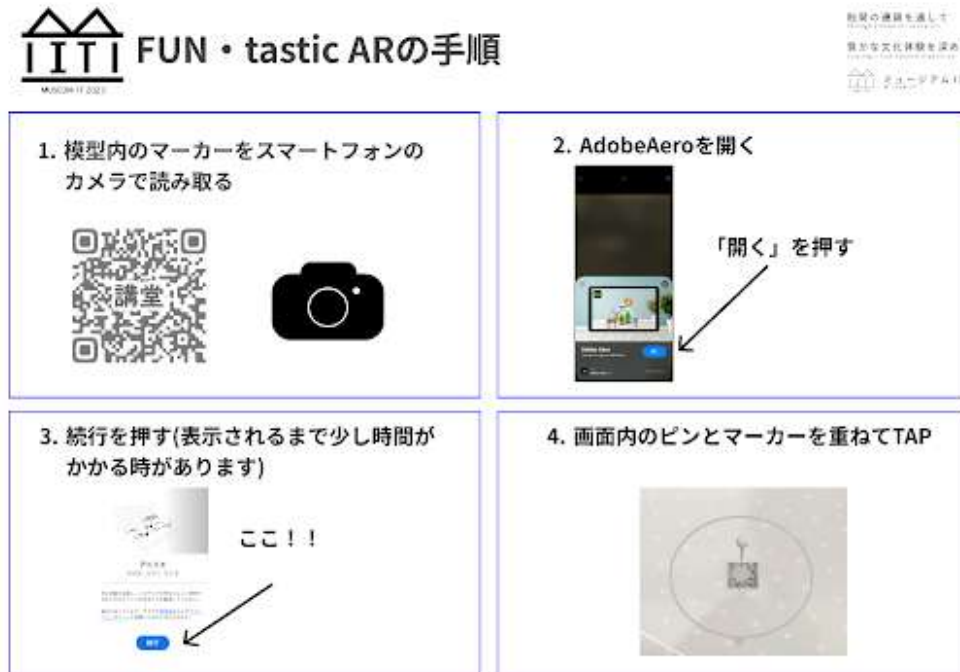 FUN・tastic ARの手順
MUSEUM IT 2023
1. 模型内のマーカーをスマートフォンの
カメラで読み取る
講堂
2. AdobeAeroを開く
「開く」を押す
3. 続行を押す(表示されるまで少し時間が
かかる時があります)
ここ！！
4. 画面内のピンとマーカーを重ねてTAP